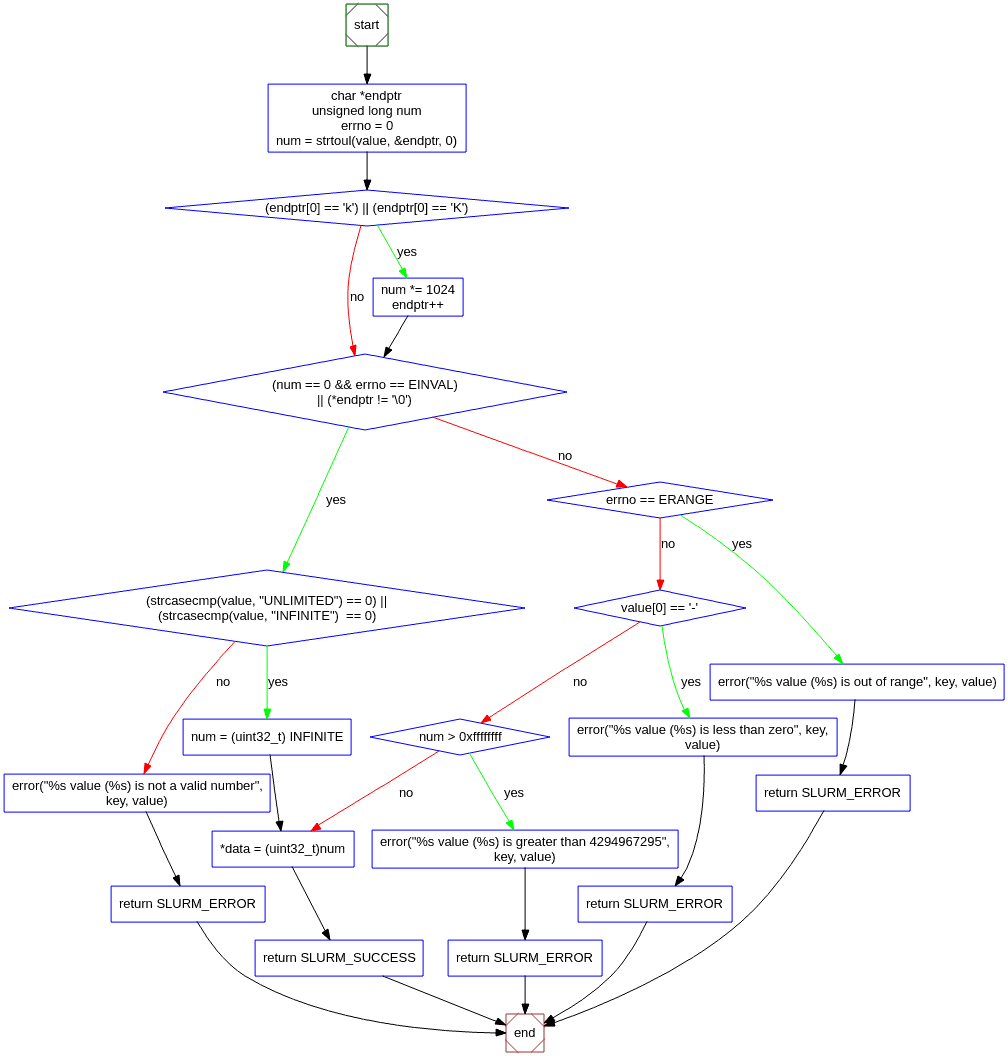 start
char *endptr
unsigned long num
errno = 0
num = strtoul(value, &endptr, 0)
(endptr[0] == 'k') || (endptr[0] == 'K')
yes
no
num *= 1024
endptr++
(num == 0 && errno == EINVAL)
|| (*endptr != '\0')
no
yes
errno == ERANGE
no
yes
(strcasecmp(value, "UNLIMITED") == 0) ||
(strcasecmp(value, "INFINITE")  == 0)
value[0] == '-'
no
yes
no
yes
error("%s value (%s) is out of range", key, value)
num = (uint32_t) INFINITE
num > 0xffffffff
error("%s value (%s) is less than zero", key,
value)
error("%s value (%s) is not a valid number",
key, value)
no
yes
return SLURM_ERROR
*data = (uint32_t)num
error("%s value (%s) is greater than 4294967295",
key, value)
return SLURM_ERROR
return SLURM_ERROR
return SLURM_SUCCESS
return SLURM_ERROR
end